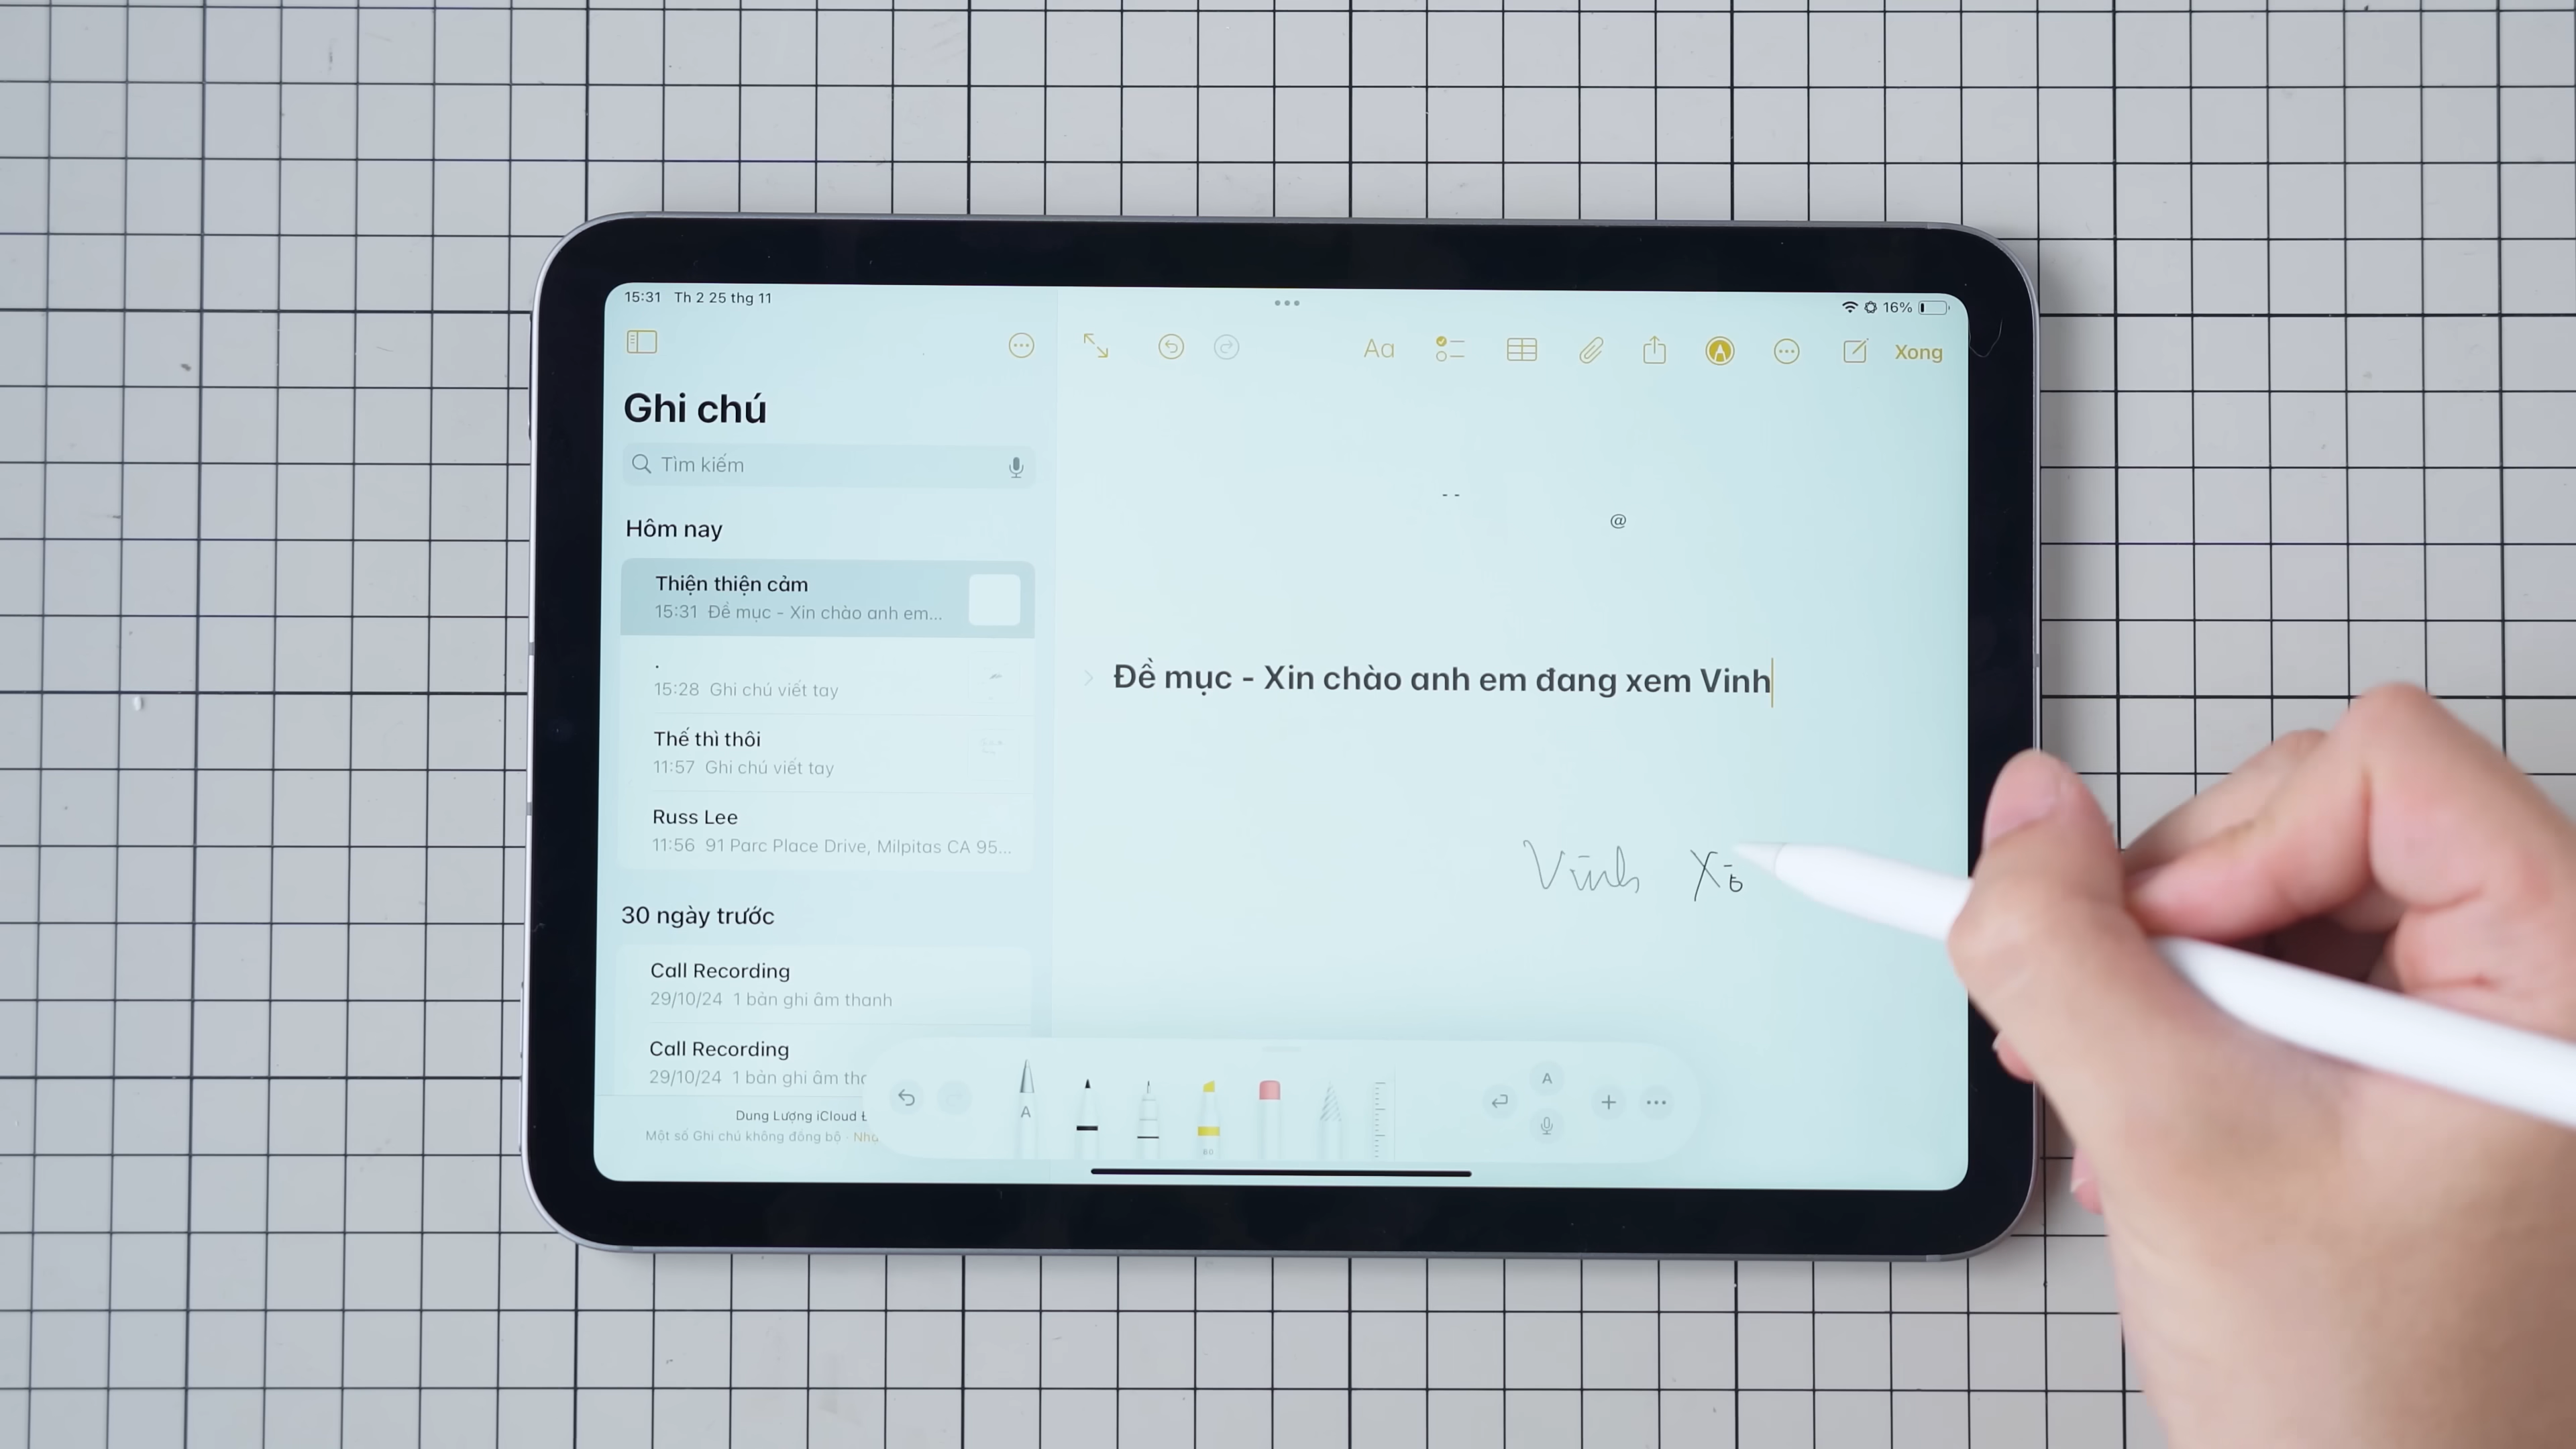 15:31 Th 2 25 thg 11
16%
Ghi chú
Tìm kiếm
Hôm nay
Thiện thiện cảm
15:31 Đề mục - Xin chào anh em...
.
15:28 Ghi chú viết tay
Thế thì thôi
11:57 Ghi chú viết tay
Russ Lee
11:56 91 Parc Place Drive, Milpitas CA 95...
30 ngày trước
Call Recording
29/10/24 1 bản ghi âm thanh
Call Recording
29/10/24 1 bản ghi âm
Dung Lượng iCloud
Một số Ghi chú không đồng bộ ·
Aa
Xong
- -
@
Đề mục - Xin chào anh em đang xem Vinh
Vinh
A
80
A